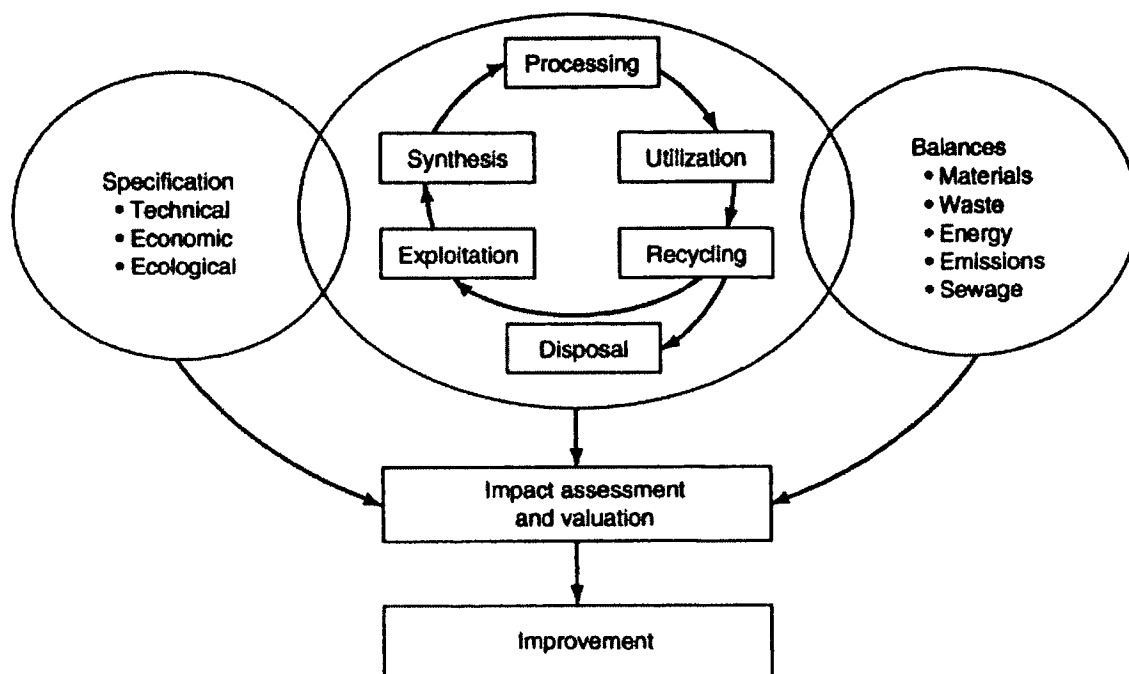 Processing
Synthesis
Utilization
Exploitation
Recycling
Disposal
Specification
• Technical
• Economic
• Ecological
Balances
• Materials
• Waste
• Energy
• Emissions
• Sewage
Impact assessment
and valuation
Improvement